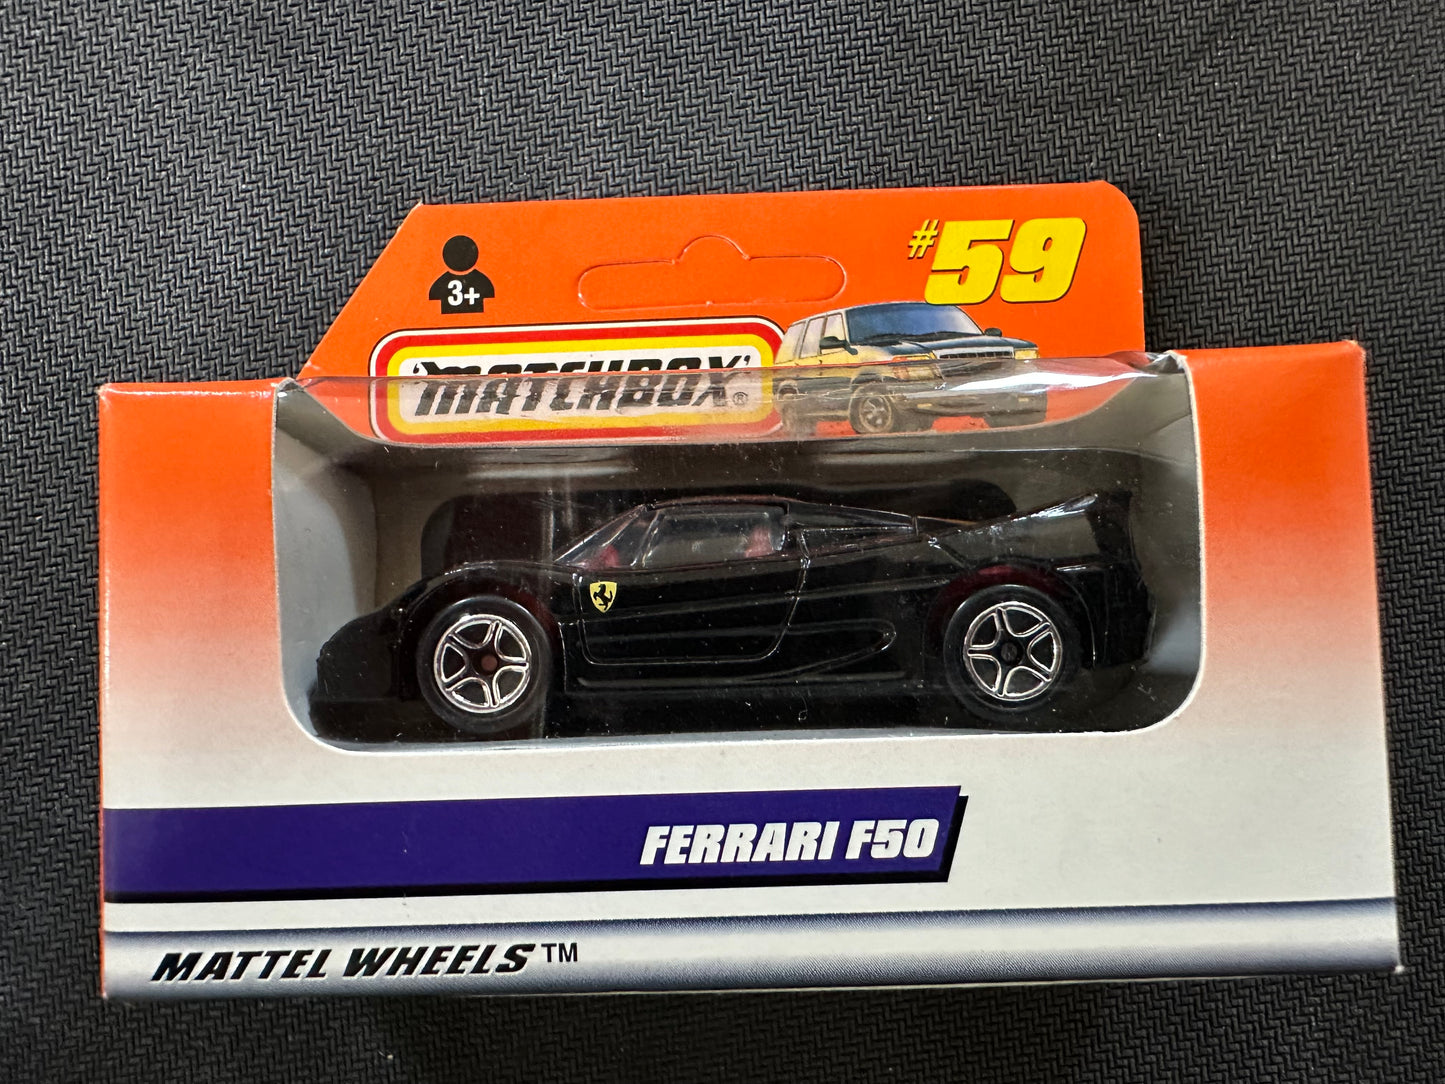 #59
3+
MATCHBOX®
FERRARI F50
MATTEL WHEELS™